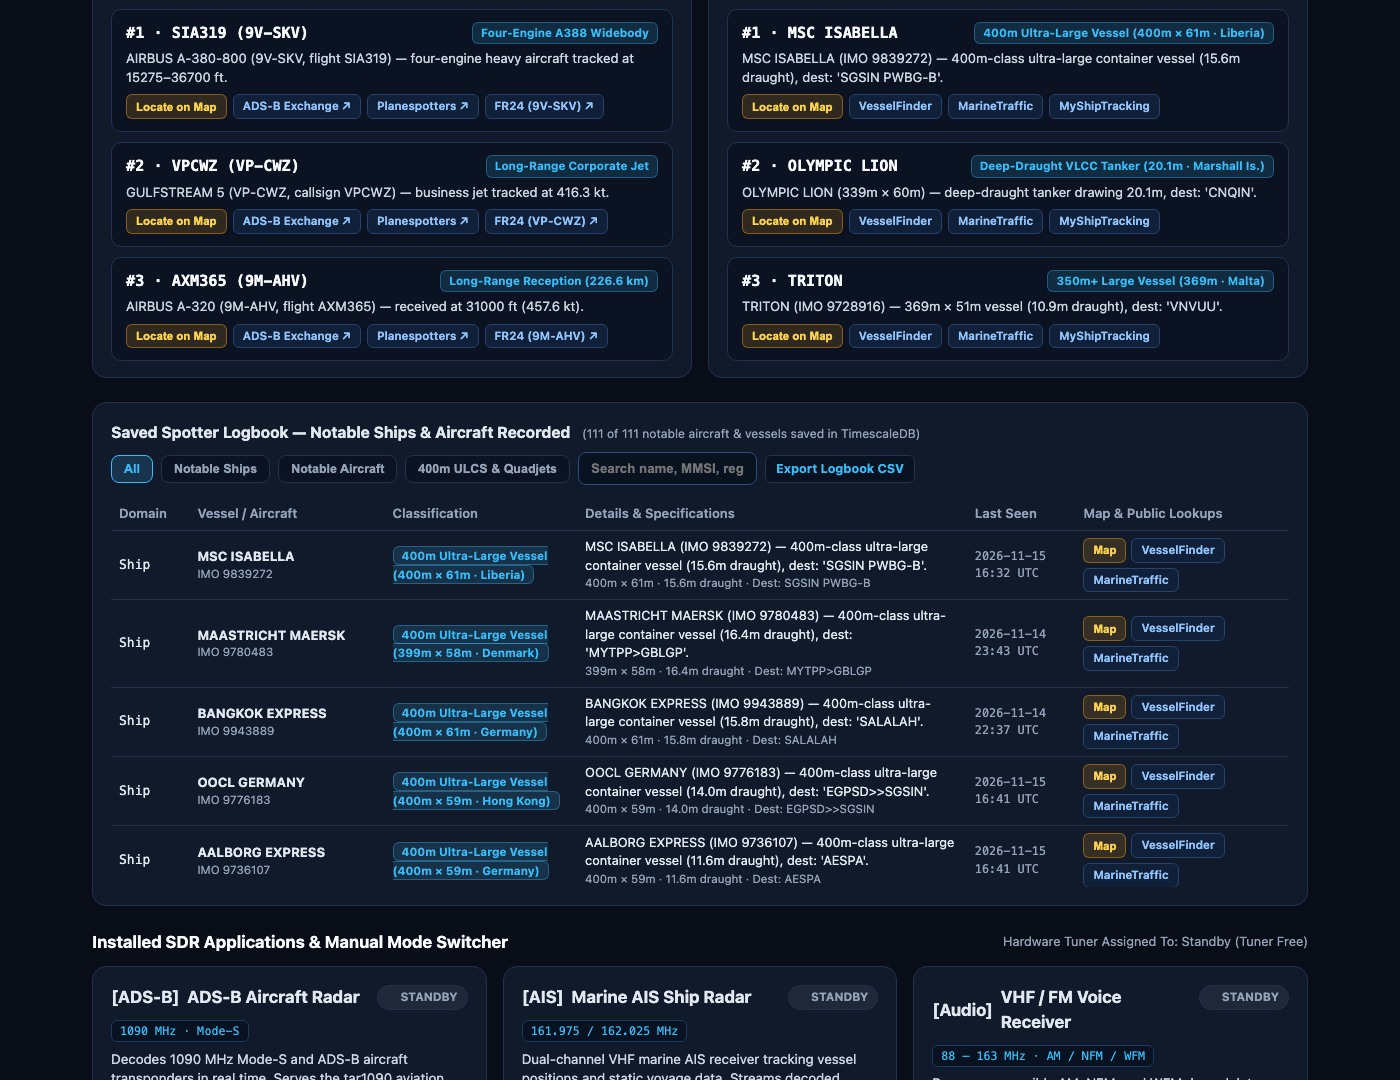 #1 · SIA319 (9V-SKV)
Four-Engine A388 Widebody
AIRBUS A-380-800 (9V-SKV, flight SIA319) — four-engine heavy aircraft tracked at
15275–36700 ft.
Locate on Map
ADS-B Exchange ↗
Planespotters ↗
FR24 (9V-SKV) ↗
#2 · VPCWZ (VP-CWZ)
Long-Range Corporate Jet
GULFSTREAM 5 (VP-CWZ, callsign VPCWZ) — business jet tracked at 416.3 kt.
Locate on Map
ADS-B Exchange ↗
Planespotters ↗
FR24 (VP-CWZ) ↗
#3 · AXM365 (9M-AHV)
Long-Range Reception (226.6 km)
AIRBUS A-320 (9M-AHV, flight AXM365) — received at 31000 ft (457.6 kt).
Locate on Map
ADS-B Exchange ↗
Planespotters ↗
FR24 (9M-AHV) ↗
#1 · MSC ISABELLA
400m Ultra-Large Vessel (400m × 61m · Liberia)
MSC ISABELLA (IMO 9839272) — 400m-class ultra-large container vessel (15.6m
draught), dest: 'SGSIN PWBG-B'.
Locate on Map
VesselFinder
MarineTraffic
MyShipTracking
#2 · OLYMPIC LION
Deep-Draught VLCC Tanker (20.1m · Marshall Is.)
OLYMPIC LION (339m × 60m) — deep-draught tanker drawing 20.1m, dest: 'CNQIN'.
Locate on Map
VesselFinder
MarineTraffic
MyShipTracking
#3 · TRITON
350m+ Large Vessel (369m · Malta)
TRITON (IMO 9728916) — 369m × 51m vessel (10.9m draught), dest: 'VNVUU'.
Locate on Map
VesselFinder
MarineTraffic
MyShipTracking
Saved Spotter Logbook — Notable Ships & Aircraft Recorded
(111 of 111 notable aircraft & vessels saved in TimescaleDB)
All
Notable Ships
Notable Aircraft
400m ULCS & Quadjets
Search name, MMSI, reg
Export Logbook CSV
Domain
Vessel / Aircraft
Classification
Details & Specifications
Last Seen
Map & Public Lookups
Ship
MSC ISABELLA
IMO 9839272
400m Ultra-Large Vessel
(400m × 61m · Liberia)
MSC ISABELLA (IMO 9839272) — 400m-class ultra-large
container vessel (15.6m draught), dest: 'SGSIN PWBG-B'.
400m × 61m · 15.6m draught · Dest: SGSIN PWBG-B
2026-11-15
16:32 UTC
Map
VesselFinder
MarineTraffic
Ship
MAASTRICHT MAERSK
IMO 9780483
400m Ultra-Large Vessel
(399m × 58m · Denmark)
MAASTRICHT MAERSK (IMO 9780483) — 400m-class ultra-
large container vessel (16.4m draught), dest:
'MYTPP>GBLGP'.
399m × 58m · 16.4m draught · Dest: MYTPP>GBLGP
2026-11-14
23:43 UTC
Map
VesselFinder
MarineTraffic
Ship
BANGKOK EXPRESS
IMO 9943889
400m Ultra-Large Vessel
(400m × 61m · Germany)
BANGKOK EXPRESS (IMO 9943889) — 400m-class ultra-
large container vessel (15.8m draught), dest: 'SALALAH'.
400m × 61m · 15.8m draught · Dest: SALALAH
2026-11-14
22:37 UTC
Map
VesselFinder
MarineTraffic
Ship
OOCL GERMANY
IMO 9776183
400m Ultra-Large Vessel
(400m × 59m · Hong Kong)
OOCL GERMANY (IMO 9776183) — 400m-class ultra-large
container vessel (14.0m draught), dest: 'EGPSD>>SGSIN'.
400m × 59m · 14.0m draught · Dest: EGPSD>>SGSIN
2026-11-15
16:41 UTC
Map
VesselFinder
MarineTraffic
Ship
AALBORG EXPRESS
IMO 9736107
400m Ultra-Large Vessel
(400m × 59m · Germany)
AALBORG EXPRESS (IMO 9736107) — 400m-class ultra-large
container vessel (11.6m draught), dest: 'AESPA'.
400m × 59m · 11.6m draught · Dest: AESPA
2026-11-15
16:41 UTC
Map
VesselFinder
MarineTraffic
Installed SDR Applications & Manual Mode Switcher
Hardware Tuner Assigned To: Standby (Tuner Free)
[ADS-B] ADS-B Aircraft Radar
STANDBY
1090 MHz · Mode-S
Decodes 1090 MHz Mode-S and ADS-B aircraft
transponders in real time. Serves the tar1090 aviation
[AIS] Marine AIS Ship Radar
STANDBY
161.975 / 162.025 MHz
Dual-channel VHF marine AIS receiver tracking vessel
positions and static voyage data. Streams decoded
[Audio] VHF / FM Voice
Receiver
STANDBY
88 – 163 MHz · AM / NFM / WFM